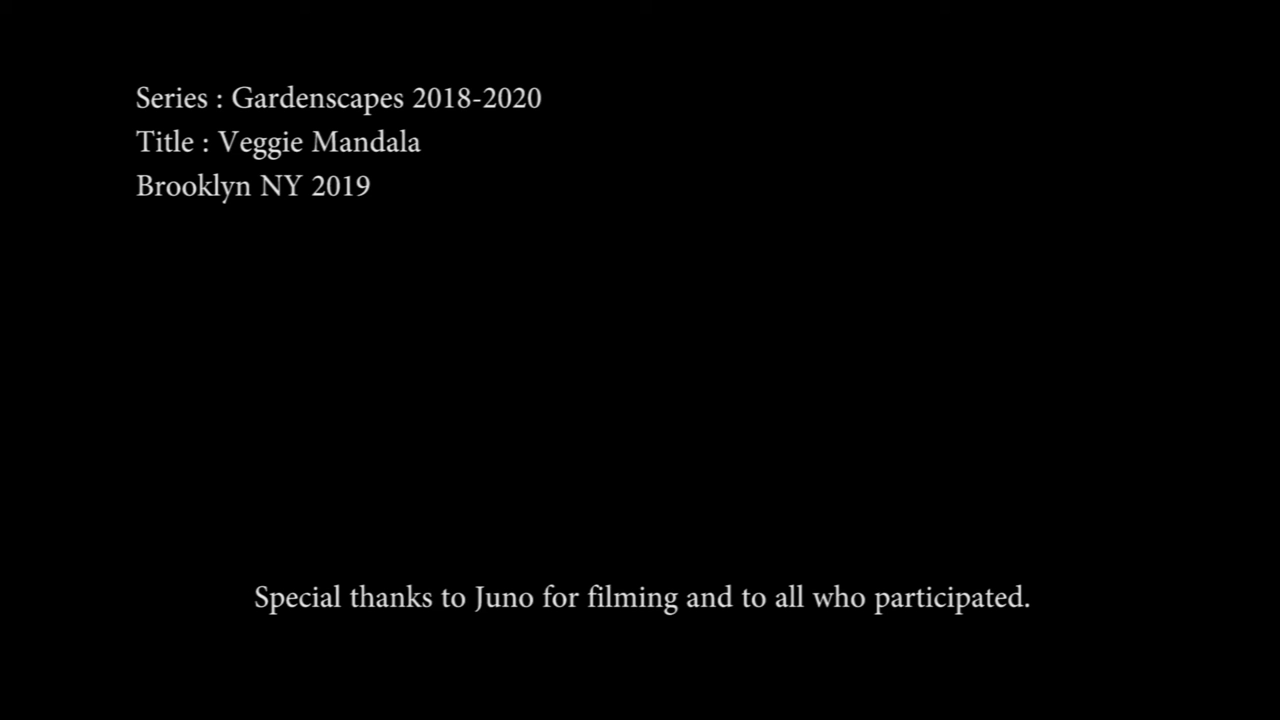 Series : Gardenscapes 2018-2020
Title : Veggie Mandala
Brooklyn NY 2019
Special thanks to Juno for filming and to all who participated.